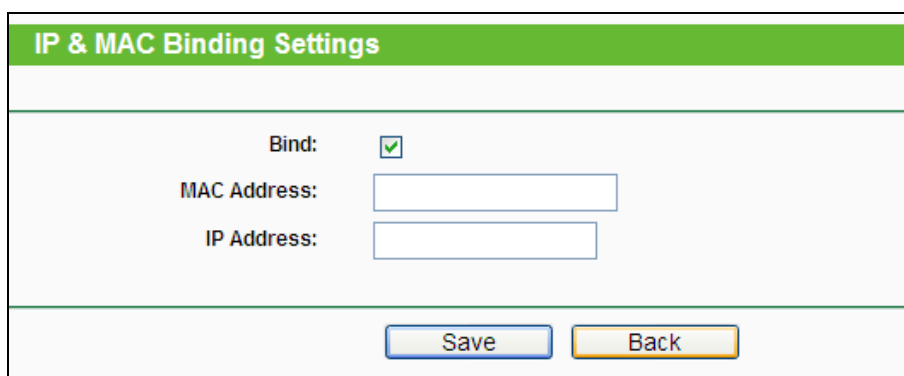 IP & MAC Binding Settings
Bind:
MAC Address:
IP Address:
Save Back